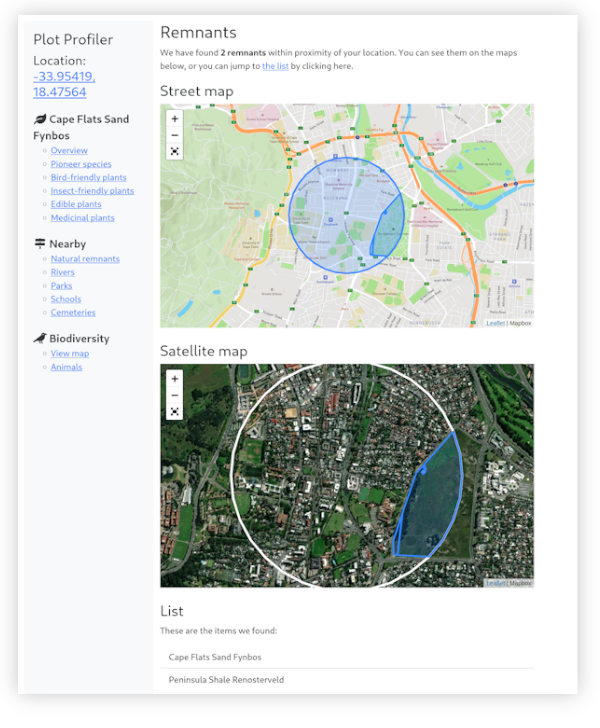 Plot Profiler
Location:
-33.95419,
18.47564
Cape Flats Sand
Fynbos
Overview
Pioneer species
Bird-friendly plants
Insect-friendly plants
Edible plants
Medicinal plants
Nearby
Natural remnants
Rivers
Parks
Schools
Cemeteries
Biodiversity
View map
Animals
Remnants
We have found 2 remnants within proximity of your location. You can see them on the maps
below, or you can jump to the list by clicking here.
Street map
+
−
Leaflet | Mapbox
Satellite map
+
−
Leaflet | Mapbox
List
These are the items we found:
Cape Flats Sand Fynbos
Peninsula Shale Renosterveld